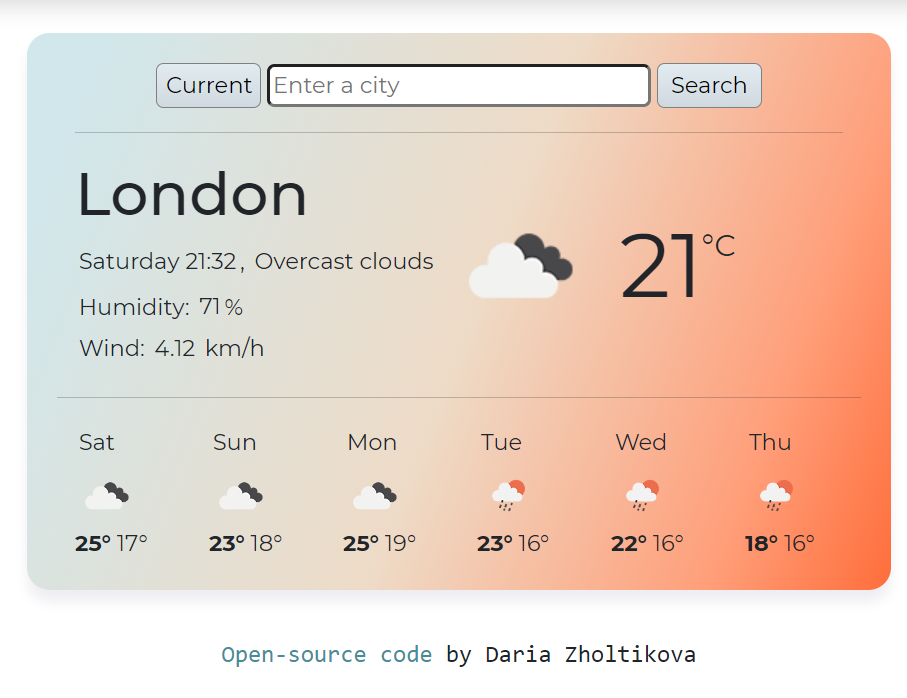 Current Enter a city Search
London
Saturday 21:32, Overcast clouds
21°C
Humidity: 71%
Wind: 4.12 km/h
Sat Sun Mon Tue Wed Thu
25° 17° 23° 18° 25° 19° 23° 16° 22° 16° 18° 16°
Open-source code by Daria Zholtikova